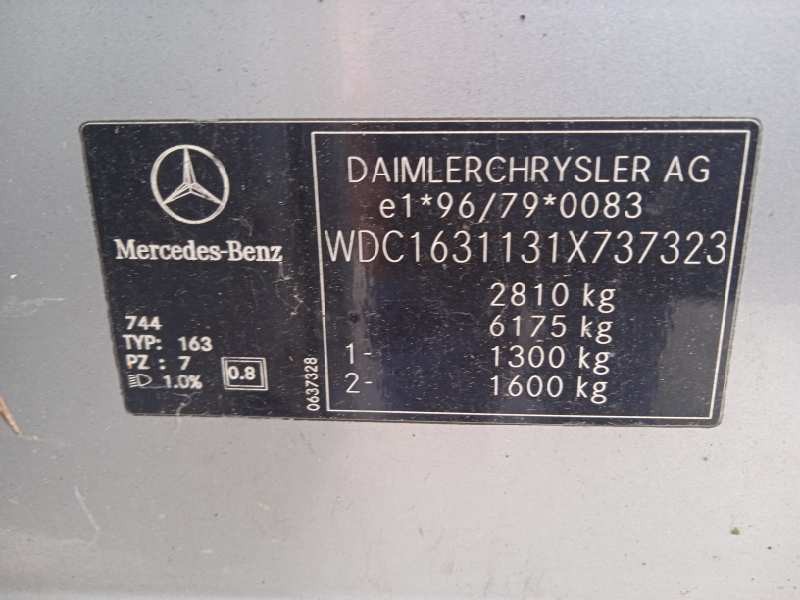 Mercedes-Benz
744
TYP: 163
PZ : 7
1.0%
0.8
0637328
DAIMLERCHRYSLER AG
e1*96/79*0083
WDC1631131X737323
2810 kg
6175 kg
1- 1300 kg
2- 1600 kg